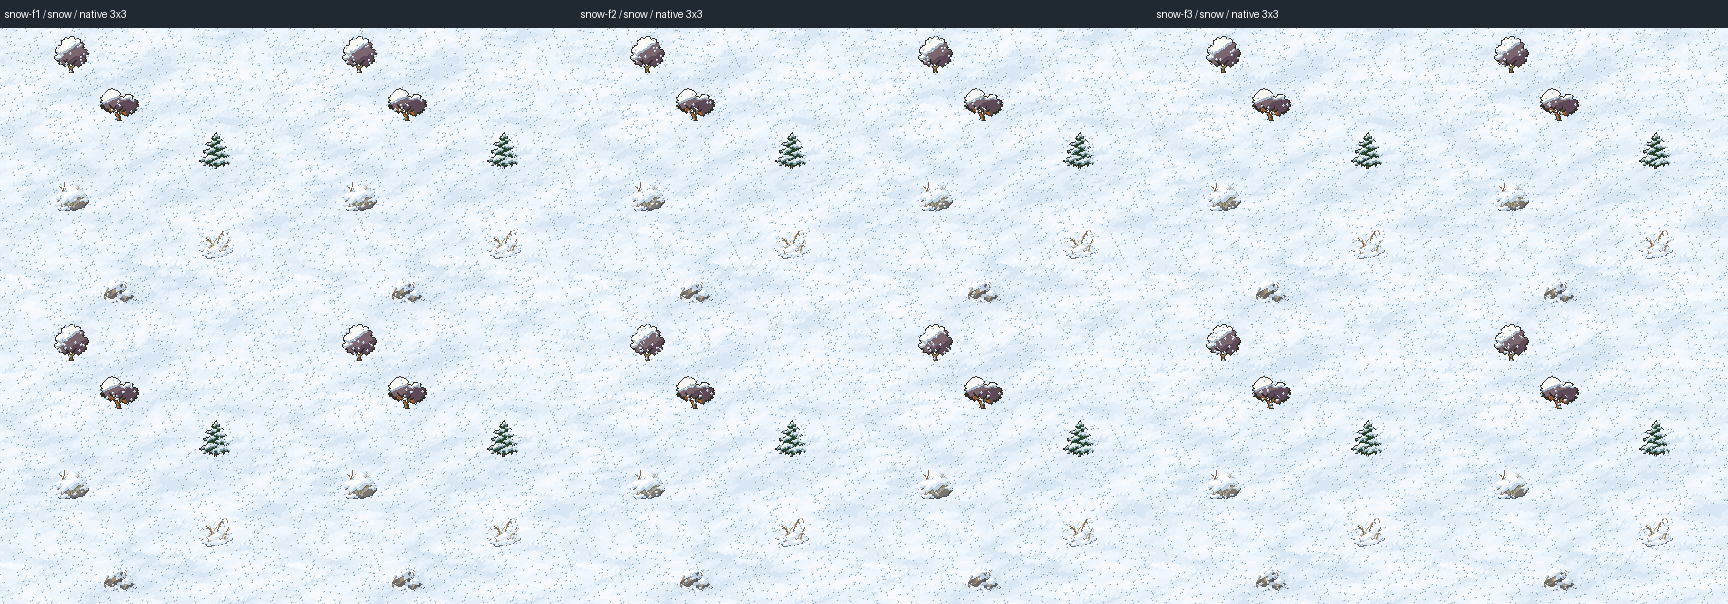 snow-f1 / snow / native 3x3
snow-f2 / snow / native 3x3
snow-f3 / snow / native 3x3